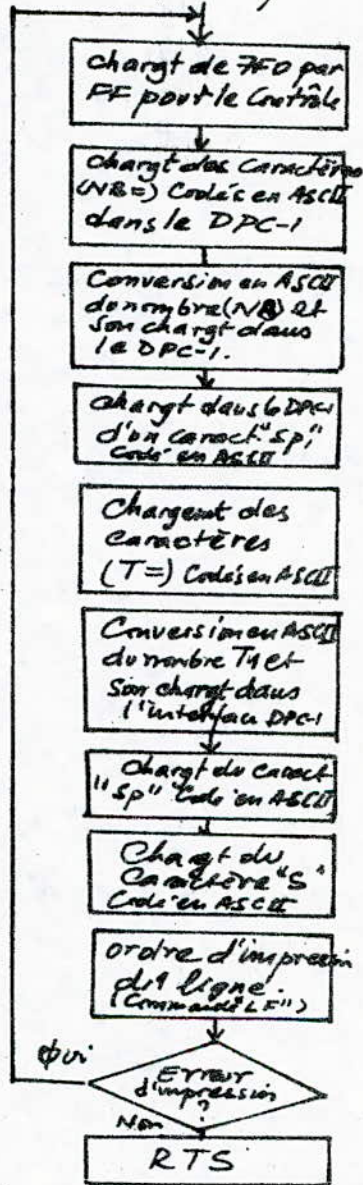 chargt de 7F0 par
FF pour le Contrôle
chargt des Caractères
(NB=) Codés en ASCII
dans le DPC-1
Conversion en ASCII
du nombre (NB) et
son chargt dans
le DPC-1.
chargt dans le DPC-1
d'un caract. "Sp"
Codé en ASCII
Chargemt des
caractères
(T=) Codés en ASCII
Conversion en ASCII
du nombre T1 et
Son chargt dans
l'interface DPC-1
chargt du caract
"Sp" Codé en ASCII
Chargt du
Caractère "S"
Codé en ASCII
ordre d'impression
d'1 ligne.
(Commande "LF")
oui
Erreur
d'impression
?
Non
RTS